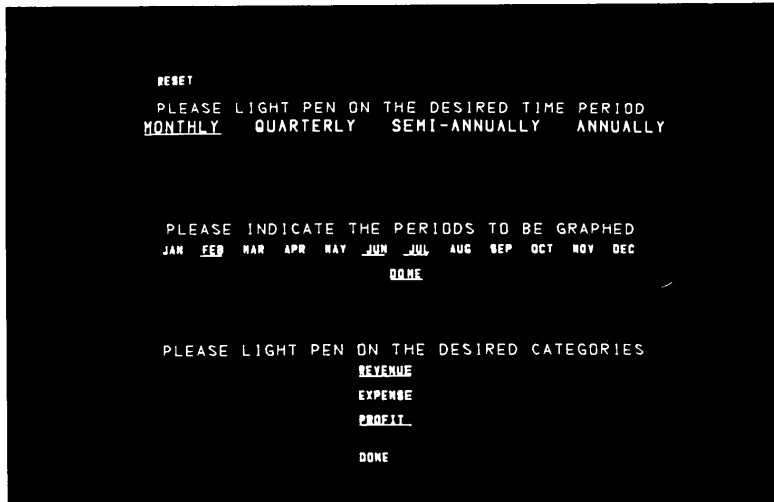 RESET
PLEASE LIGHT PEN ON THE DESIRED TIME PERIOD
MONTHLY QUARTERLY SEMI-ANNUALLY ANNUALLY
PLEASE INDICATE THE PERIODS TO BE GRAPHED
JAN FEB MAR APR MAY JUN JUL AUG SEP OCT NOV DEC
DONE
PLEASE LIGHT PEN ON THE DESIRED CATEGORIES
REVENUE
EXPENSE
PROFIT
DONE